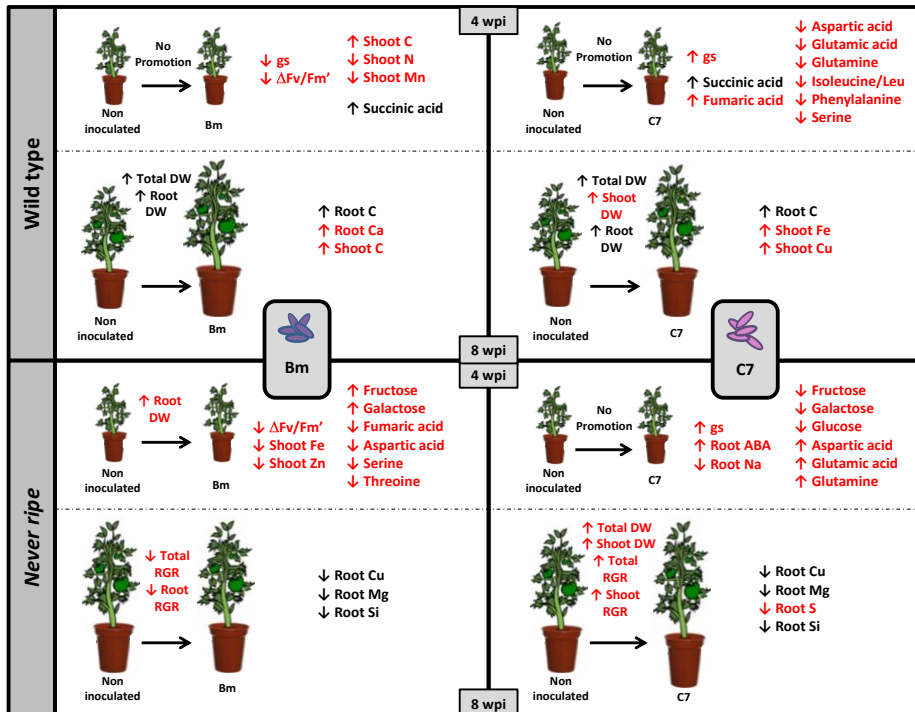 Wild type
4 wpi
No
Promotion
Non
inoculated
Bm
↓ gs
↓ ΔFv/Fm'
↑ Shoot C
↓ Shoot N
↓ Shoot Mn
↑ Succinic acid
No
Promotion
Non
inoculated
C7
↑ gs
↑ Succinic acid
↑ Fumaric acid
↓ Aspartic acid
↓ Glutamic acid
↓ Glutamine
↓ Isoleucine/Leu
↓ Phenylalanine
↓ Serine
↑ Total DW
↑ Root
DW
Non
inoculated
Bm
↑ Root C
↑ Root Ca
↑ Shoot C
↑ Total DW
↑ Shoot
DW
↑ Root
DW
Non
inoculated
C7
↑ Root C
↑ Shoot Fe
↑ Shoot Cu
Bm
8 wpi
C7
Never ripe
4 wpi
↑ Root
DW
Non
inoculated
Bm
↓ ΔFv/Fm'
↓ Shoot Fe
↓ Shoot Zn
↑ Fructose
↑ Galactose
↓ Fumaric acid
↓ Aspartic acid
↓ Serine
↓ Threoine
No
Promotion
Non
inoculated
C7
↑ gs
↑ Root ABA
↓ Root Na
↓ Fructose
↓ Galactose
↓ Glucose
↑ Aspartic acid
↑ Glutamic acid
↑ Glutamine
↓ Total
RGR
↓ Root
RGR
Non
inoculated
Bm
↓ Root Cu
↓ Root Mg
↓ Root Si
↑ Total DW
↑ Shoot DW
↑ Total
RGR
↑ Shoot
RGR
Non
inoculated
C7
↓ Root Cu
↓ Root Mg
↓ Root S
↓ Root Si
8 wpi